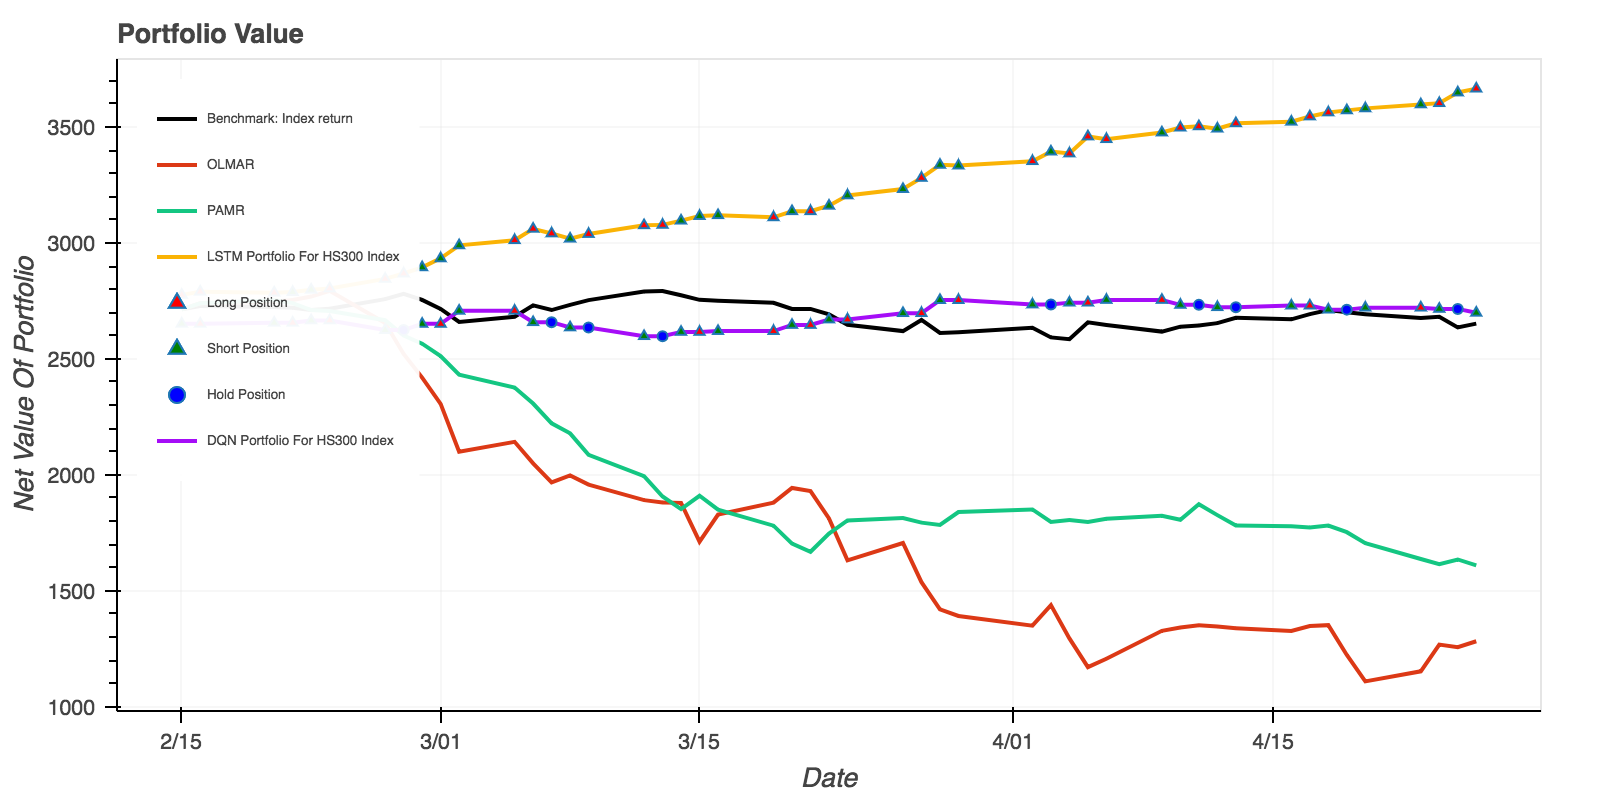 Portfolio Value
Net Value Of Portfolio
3500
3000
2500
2000
1500
1000
Benchmark: Index return
OLMAR
PAMR
LSTM Portfolio For HS300 Index
Long Position
Short Position
Hold Position
DQN Portfolio For HS300 Index
2/15
3/01
3/15
4/01
4/15
Date